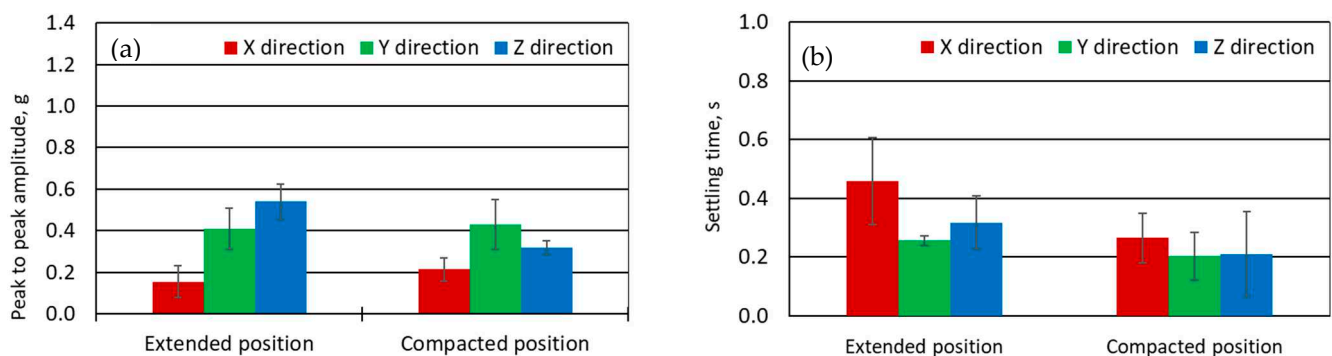 (a)
X direction Y direction Z direction
Peak to peak amplitude, g
1.4
1.2
1.0
0.8
0.6
0.4
0.2
0.0
Extended position Compacted position
(b)
X direction Y direction Z direction
Settling time, s
1.0
0.8
0.6
0.4
0.2
0.0
Extended position Compacted position